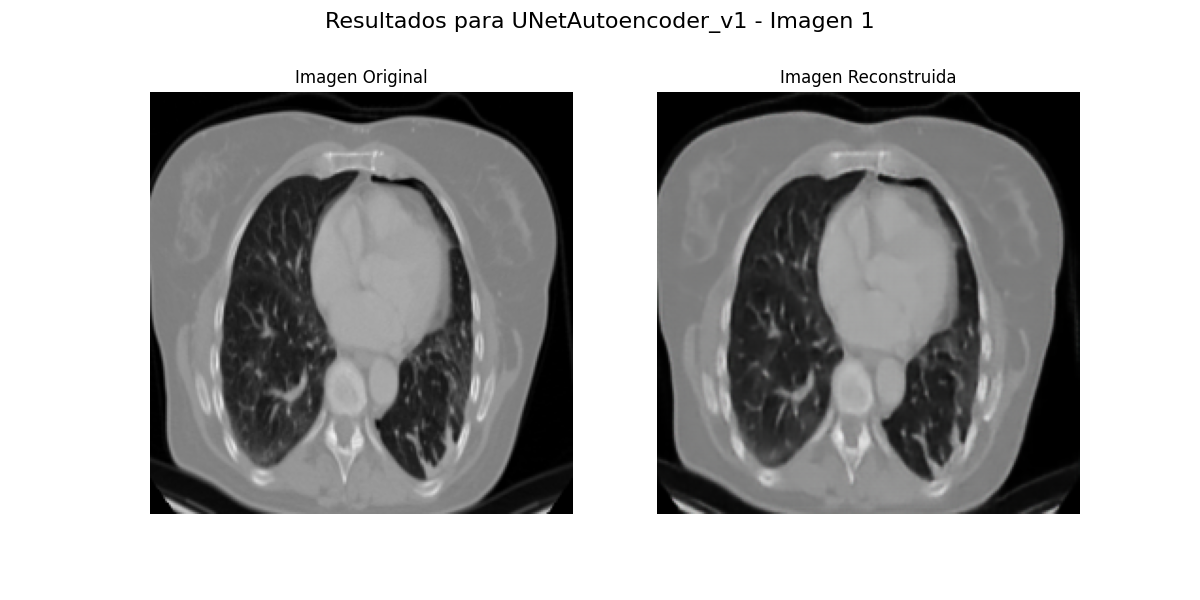 Resultados para UNetAutoencoder_v1 - Imagen 1
Imagen Original
Imagen Reconstruida